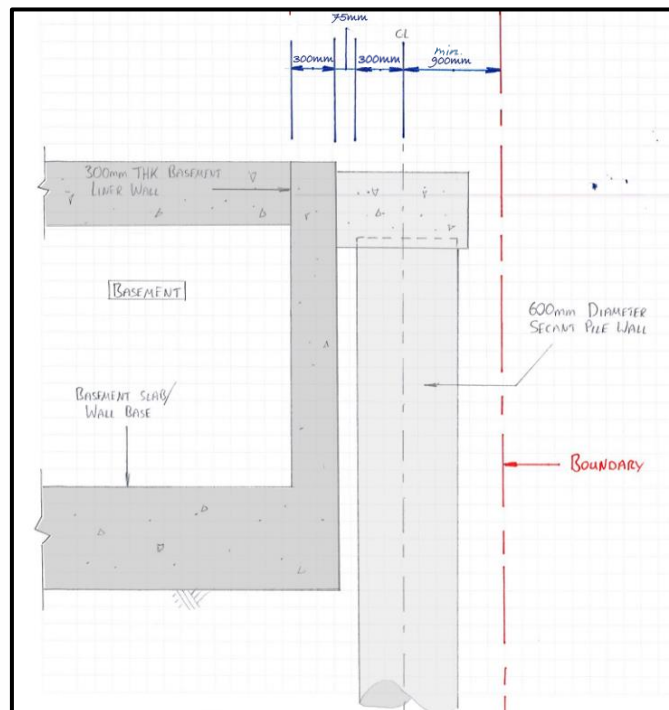 75mm
CL
min.
300mm
300mm
900mm
300mm THK BASEMENT
LINER WALL
BASEMENT
600mm DIAMETER
SECANT PILE WALL
BASEMENT SLAB/
WALL BASE
BOUNDARY